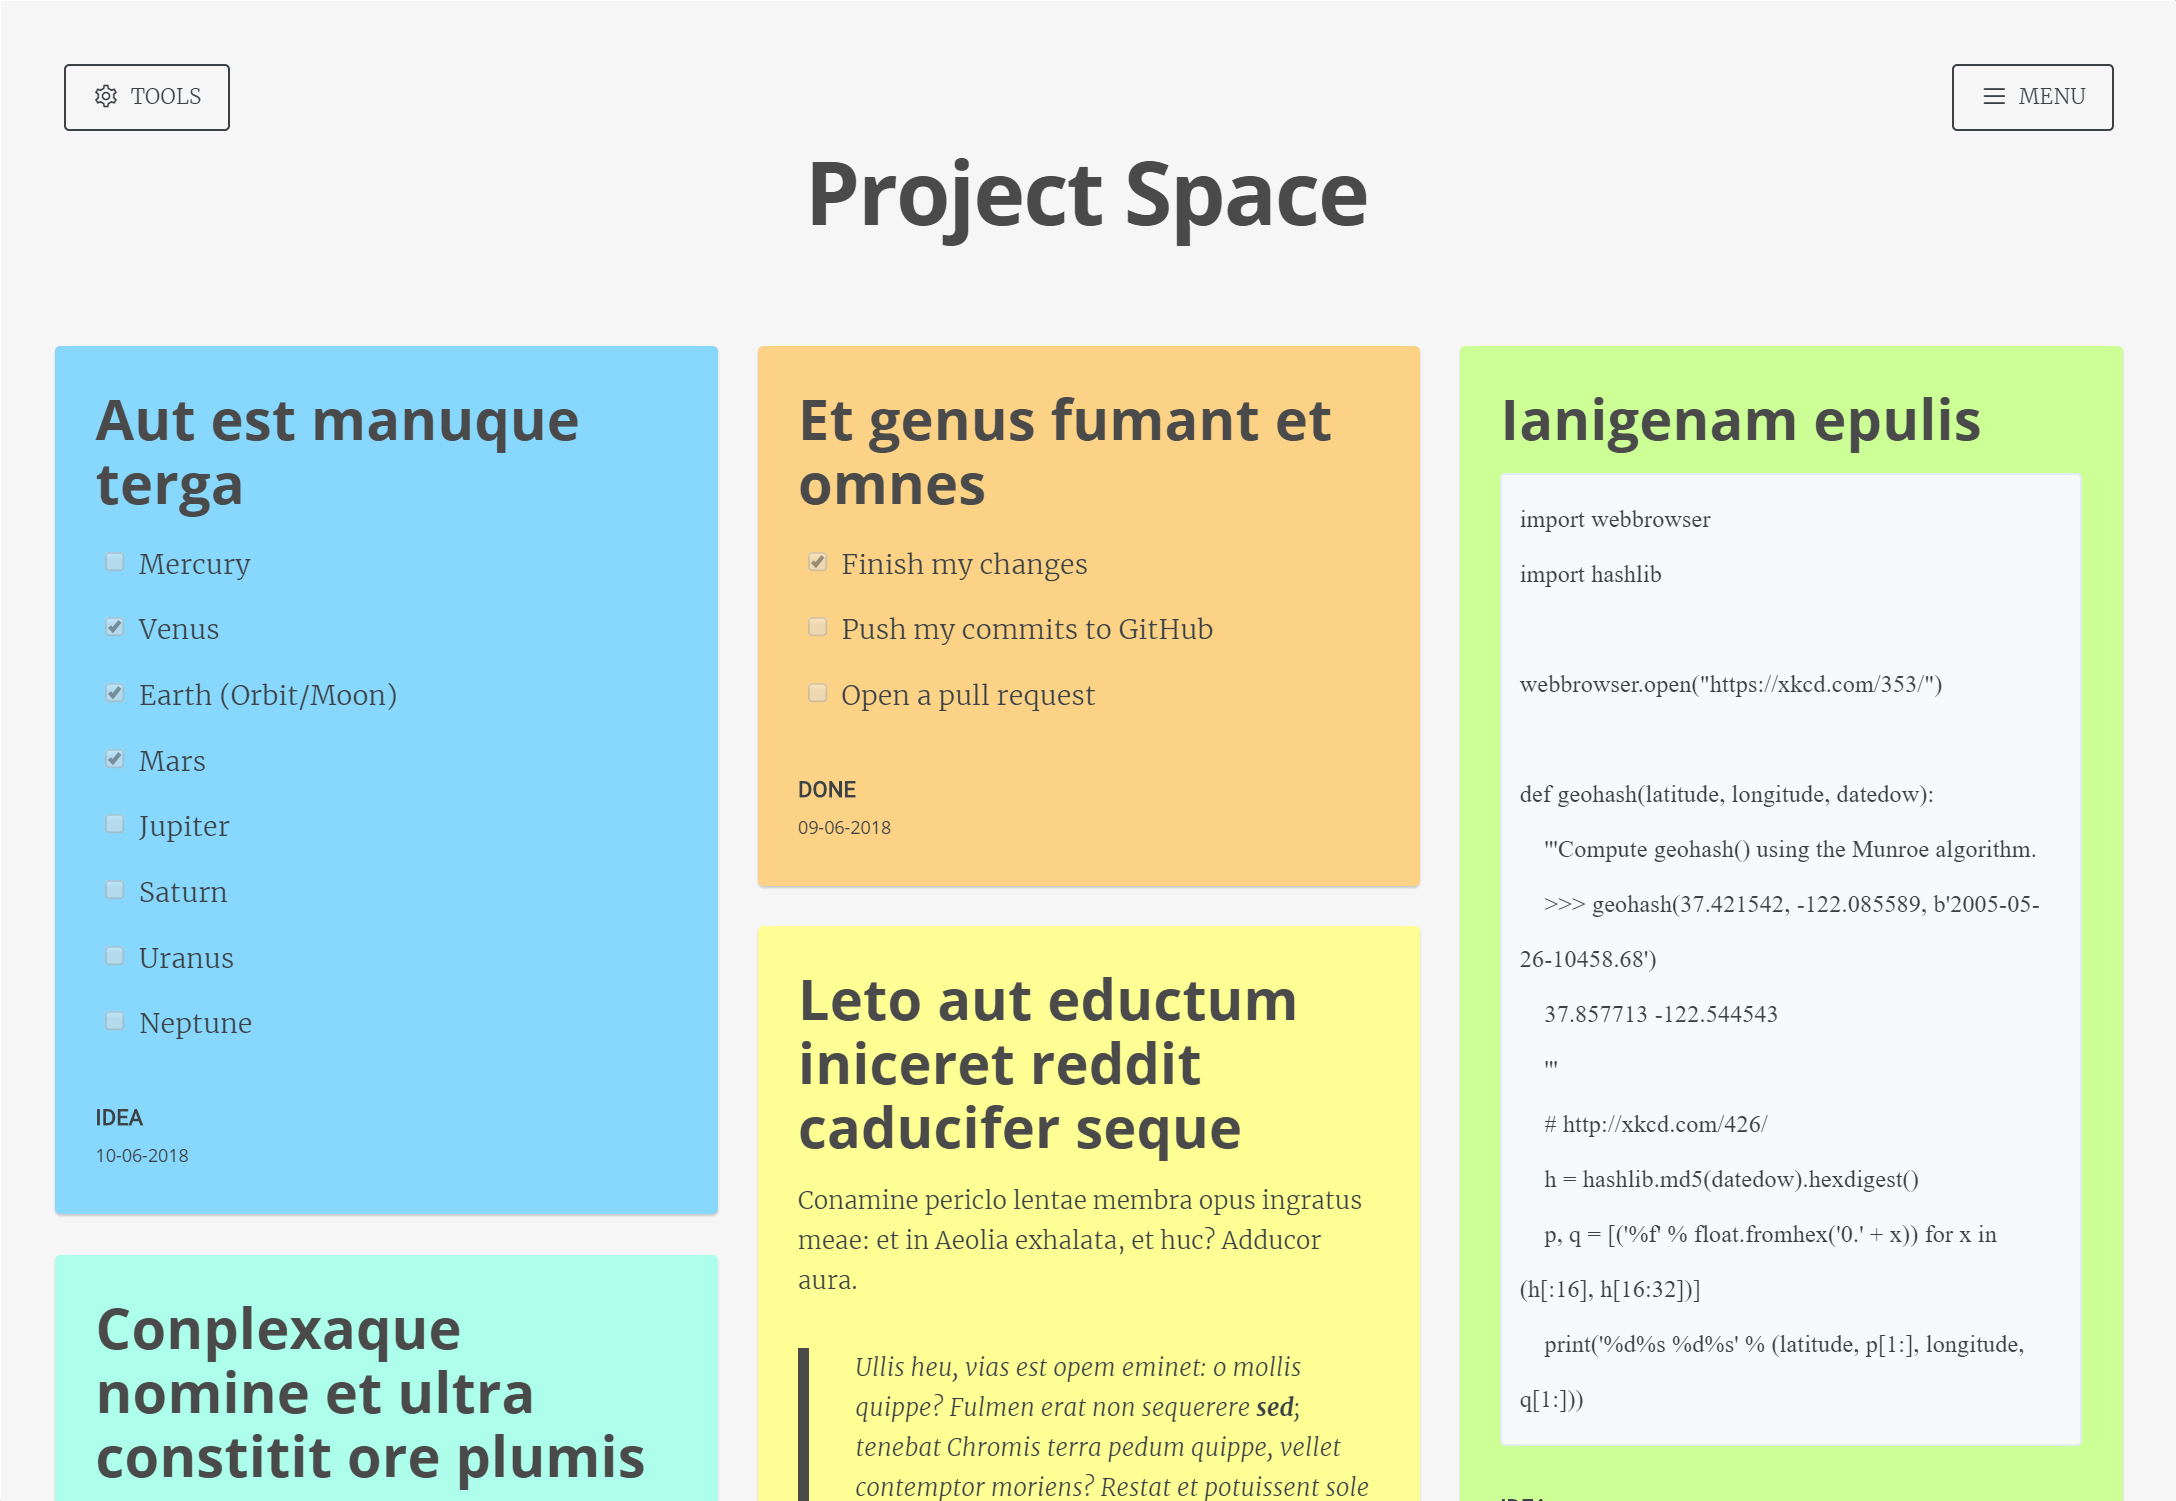 TOOLS
MENU
Project Space
Aut est manuque
terga
Mercury
Venus
Earth (Orbit/Moon)
Mars
Jupiter
Saturn
Uranus
Neptune
IDEA
10-06-2018
Conplexaque
nomine et ultra
constitit ore plumis
Et genus fumant et
omnes
Finish my changes
Push my commits to GitHub
Open a pull request
DONE
09-06-2018
Leto aut eductum
iniceret reddit
caducifer seque
Conamine periclo lentae membra opus ingratus
meae: et in Aeolia exhalata, et huc? Adducor
aura.
Ullis heu, vias est opem eminet: o mollis
quippe? Fulmen erat non sequerere sed;
tenebat Chromis terra pedum quippe, vellet
contemptor moriens? Restat et potuissent sole
Ianigenam epulis
import webbrowser
import hashlib
webbrowser.open("https://xkcd.com/353/")
def geohash(latitude, longitude, datedow):
'''Compute geohash() using the Munroe algorithm.
>>> geohash(37.421542, -122.085589, b'2005-05-
26-10458.68')
37.857713 -122.544543
'''
# http://xkcd.com/426/
h = hashlib.md5(datedow).hexdigest()
p, q = [('%f' % float.fromhex('0.' + x)) for x in
(h[:16], h[16:32])]
print('%d%s %d%s' % (latitude, p[1:], longitude,
q[1:]))